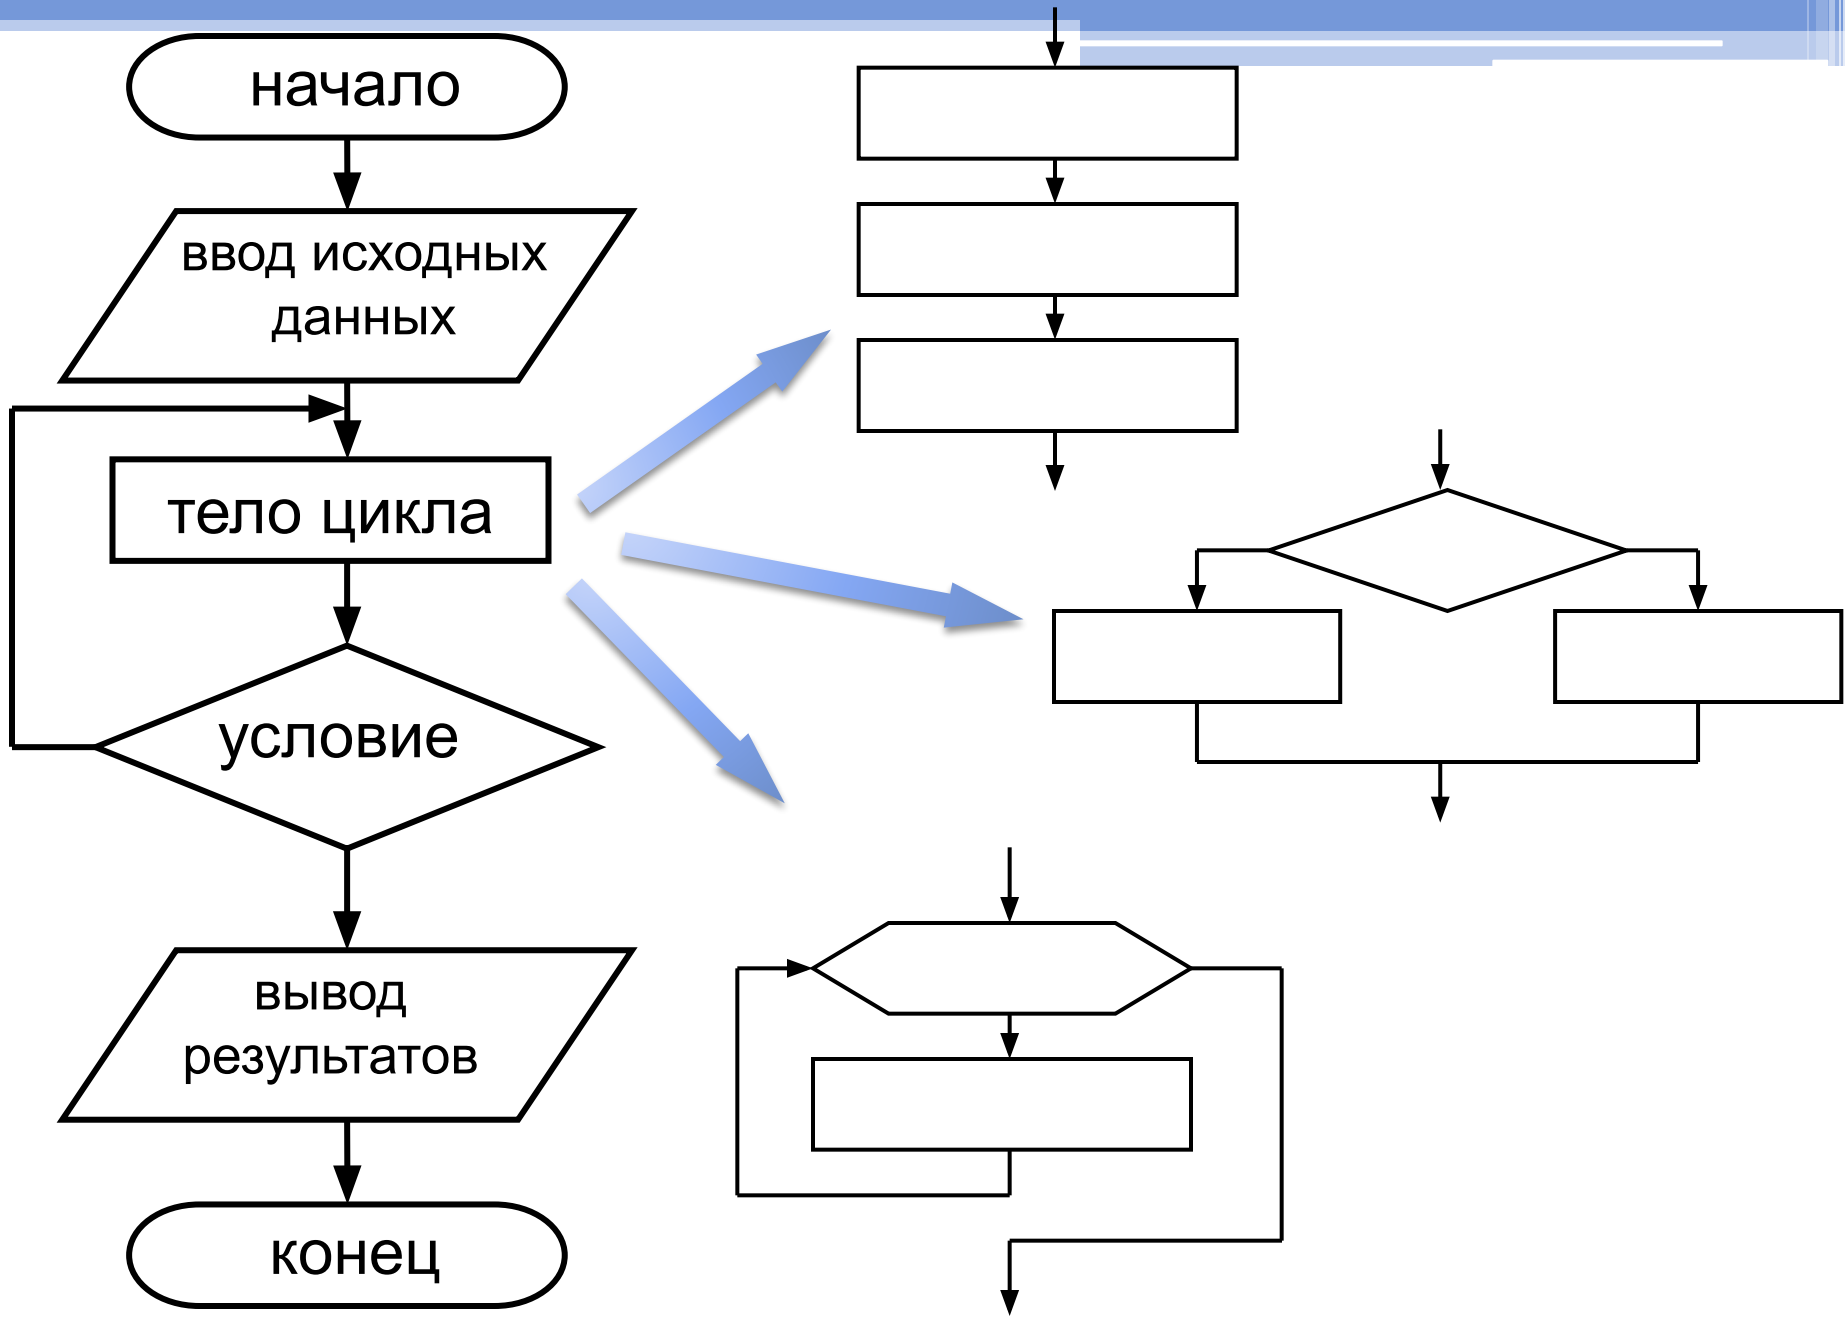 начало
ввод исходных
данных
тело цикла
условие
вывод
результатов
конец